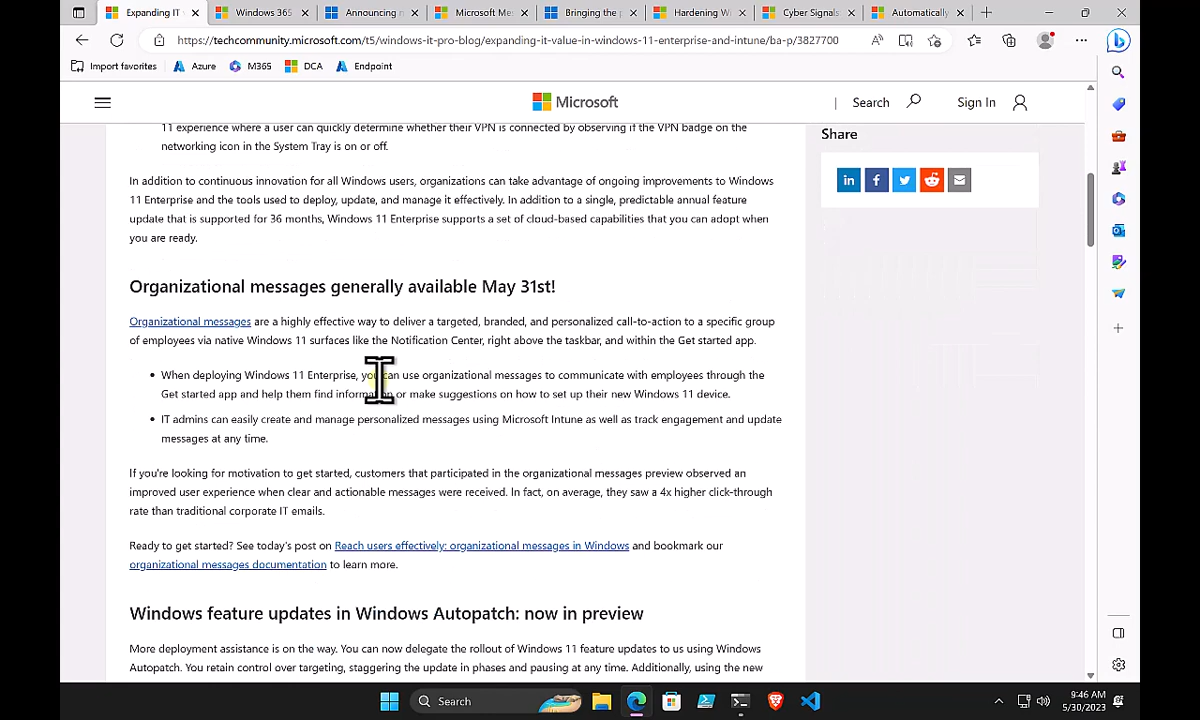 Expanding IT v
Windows 365
Announcing n
Microsoft Me
Bringing the p
Hardening W
Cyber Signals
Automatically
https://techcommunity.microsoft.com/t5/windows-it-pro-blog/expanding-it-value-in-windows-11-enterprise-and-intune/ba-p/3827700
Import favorites
Azure
M365
DCA
Endpoint
Microsoft
Search
Sign In
11 experience where a user can quickly determine whether their VPN is connected by observing if the VPN badge on the
networking icon in the System Tray is on or off.
Share
In addition to continuous innovation for all Windows users, organizations can take advantage of ongoing improvements to Windows
11 Enterprise and the tools used to deploy, update, and manage it effectively. In addition to a single, predictable annual feature
update that is supported for 36 months, Windows 11 Enterprise supports a set of cloud-based capabilities that you can adopt when
you are ready.
Organizational messages generally available May 31st!
Organizational messages are a highly effective way to deliver a targeted, branded, and personalized call-to-action to a specific group
of employees via native Windows 11 surfaces like the Notification Center, right above the taskbar, and within the Get started app.
• When deploying Windows 11 Enterprise, you can use organizational messages to communicate with employees through the
Get started app and help them find information or make suggestions on how to set up their new Windows 11 device.
• IT admins can easily create and manage personalized messages using Microsoft Intune as well as track engagement and update
messages at any time.
If you're looking for motivation to get started, customers that participated in the organizational messages preview observed an
improved user experience when clear and actionable messages were received. In fact, on average, they saw a 4x higher click-through
rate than traditional corporate IT emails.
Ready to get started? See today's post on Reach users effectively: organizational messages in Windows and bookmark our
organizational messages documentation to learn more.
Windows feature updates in Windows Autopatch: now in preview
More deployment assistance is on the way. You can now delegate the rollout of Windows 11 feature updates to us using Windows
Autopatch. You retain control over targeting, staggering the update in phases and pausing at any time. Additionally, using the new
Search
9:46 AM
5/30/2023